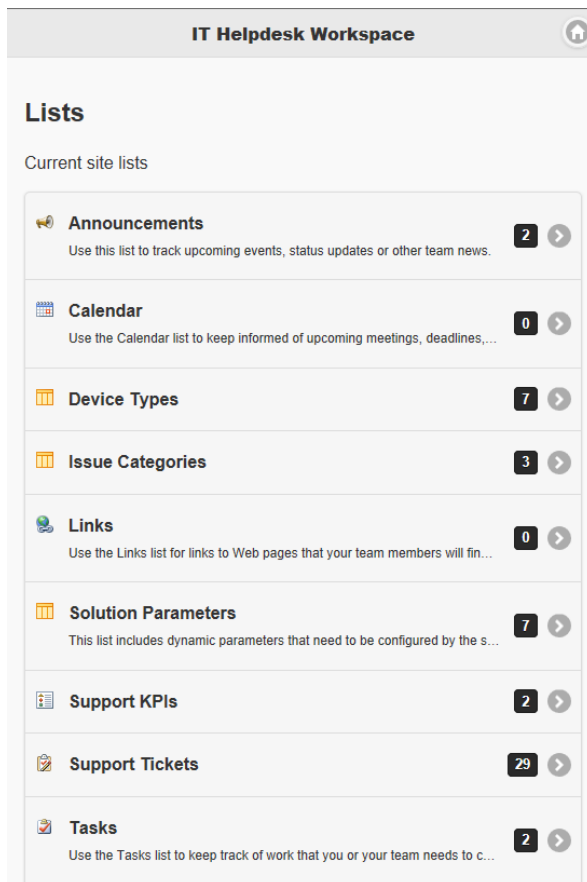 IT Helpdesk Workspace
Lists
Current site lists
Announcements
Use this list to track upcoming events, status updates or other team news.
2
Calendar
Use the Calendar list to keep informed of upcoming meetings, deadlines,...
0
Device Types
7
Issue Categories
3
Links
Use the Links list for links to Web pages that your team members will fin...
0
Solution Parameters
This list includes dynamic parameters that need to be configured by the s...
7
Support KPIs
2
Support Tickets
29
Tasks
Use the Tasks list to keep track of work that you or your team needs to c...
2